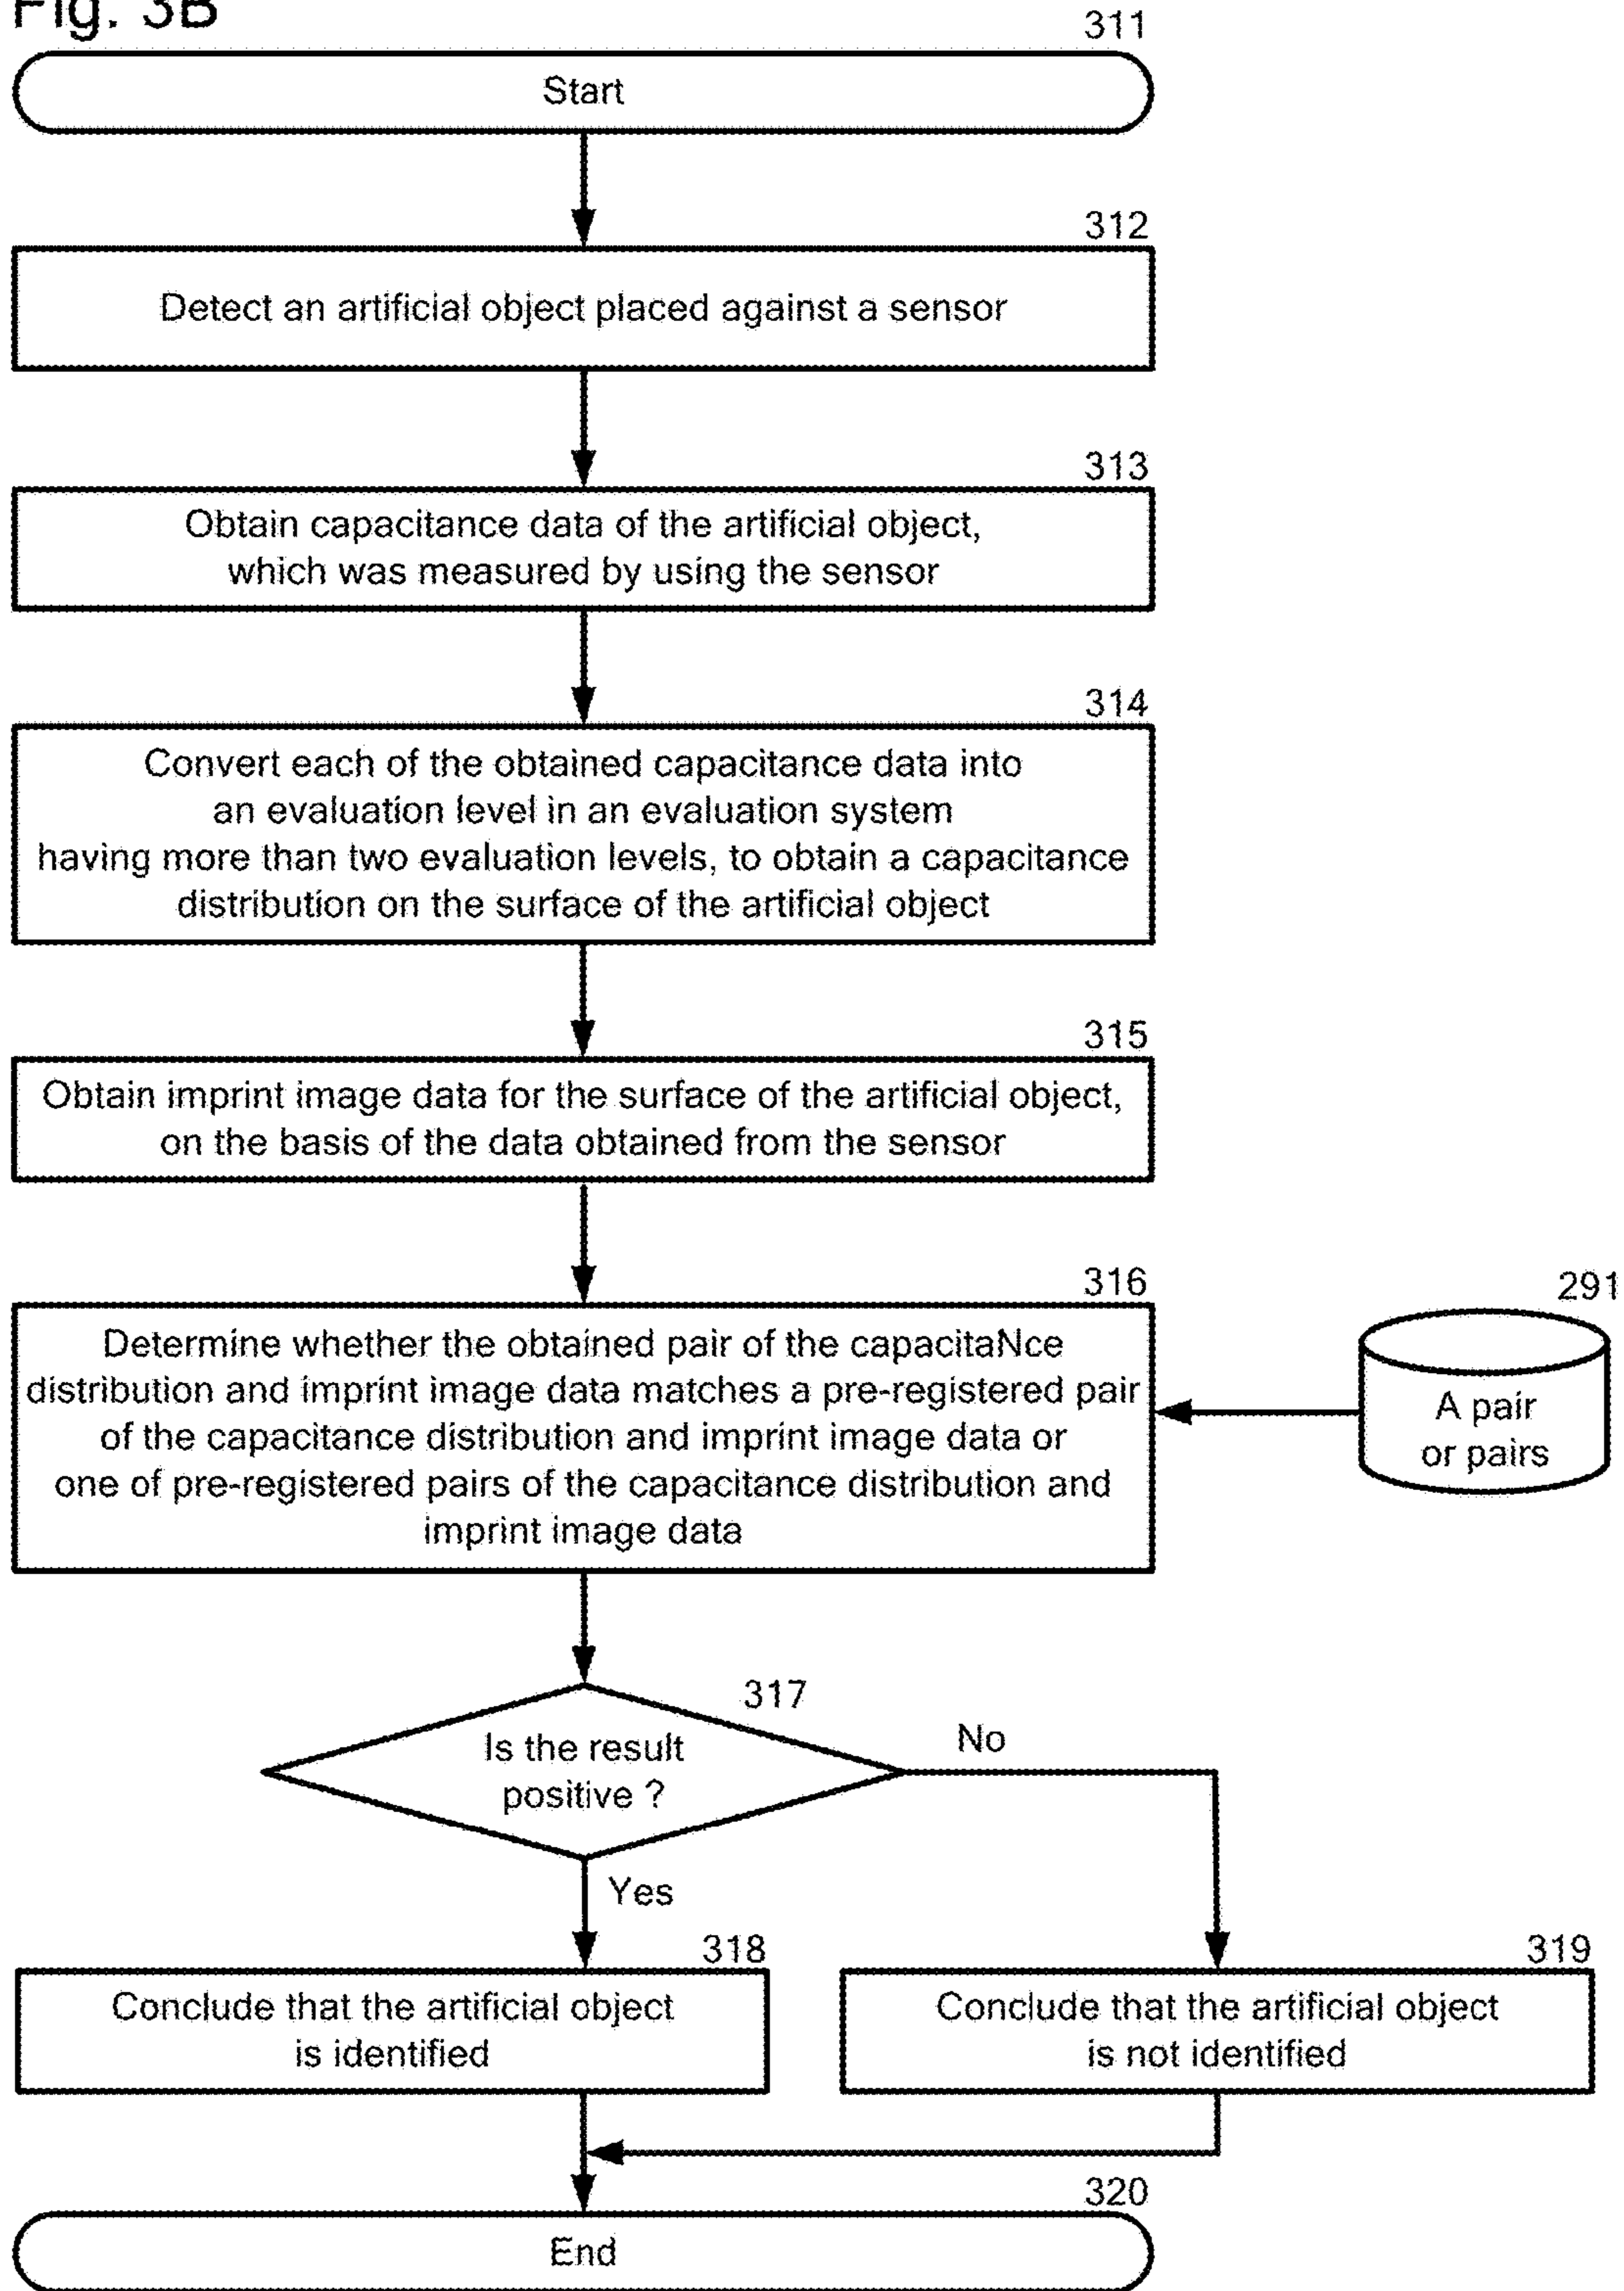 Fig. 3B
311
Start
312
Detect an artificial object placed against a sensor
313
Obtain capacitance data of the artificial object,
which was measured by using the sensor
314
Convert each of the obtained capacitance data into
an evaluation level in an evaluation system
having more than two evaluation levels, to obtain a capacitance
distribution on the surface of the artificial object
315
Obtain imprint image data for the surface of the artificial object,
on the basis of the data obtained from the sensor
316
Determine whether the obtained pair of the capacitaNce
distribution and imprint image data matches a pre-registered pair
of the capacitance distribution and imprint image data or
one of pre-registered pairs of the capacitance distribution and
imprint image data
291
A pair
or pairs
317
Is the result
positive ?
No
Yes
318
Conclude that the artificial object
is identified
319
Conclude that the artificial object
is not identified
320
End